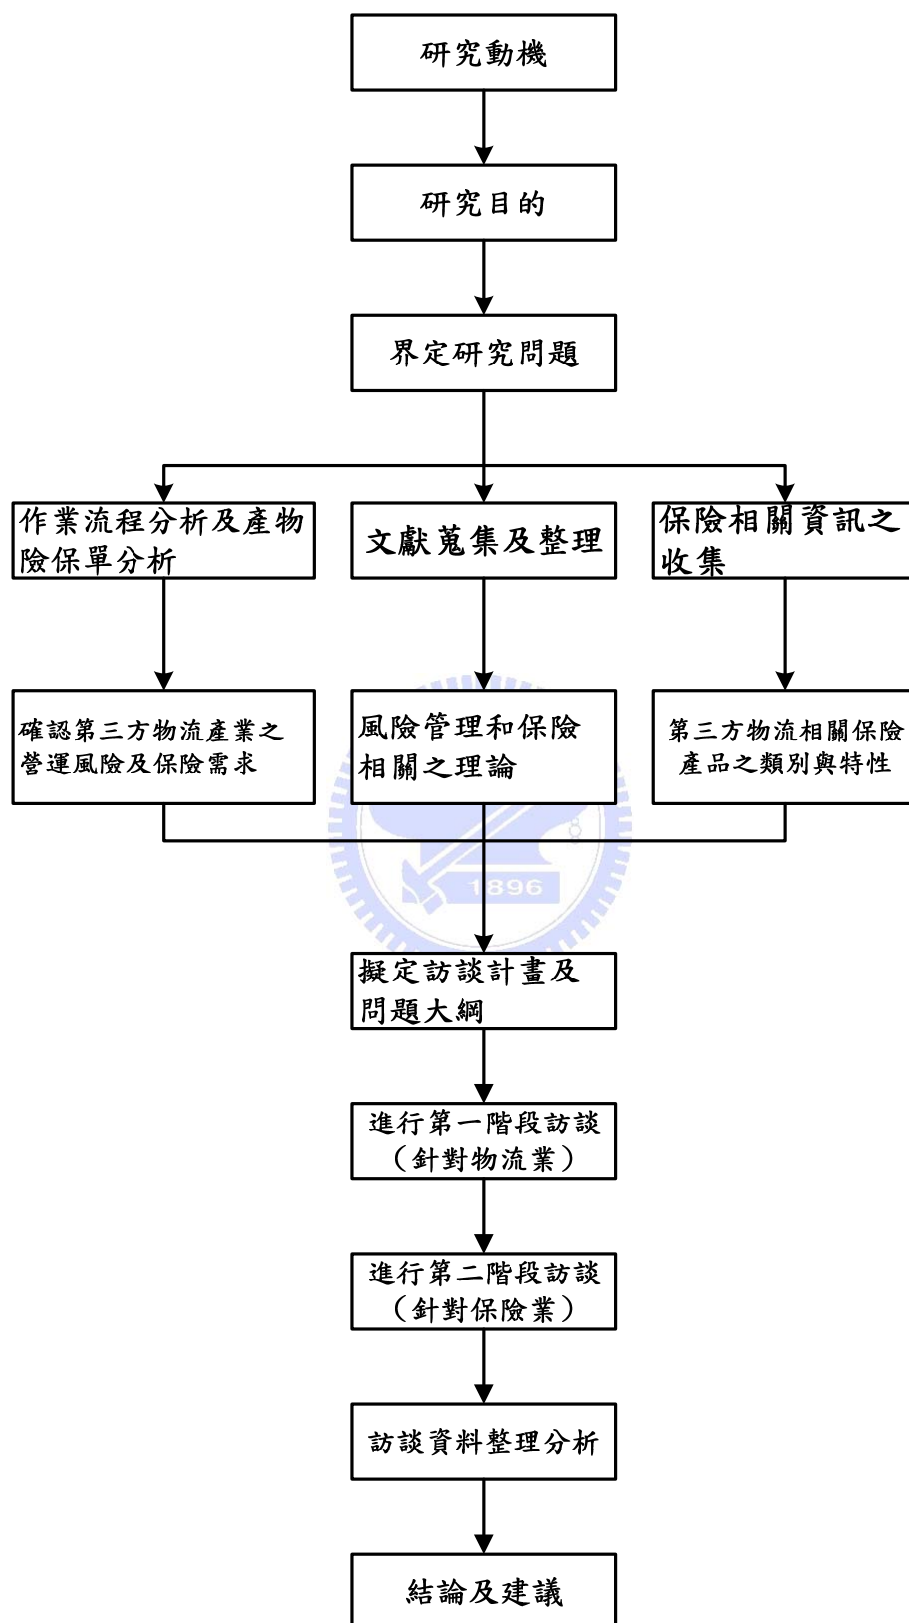 研究動機
研究目的
界定研究問題
作業流程分析及產物
險保單分析
文獻蒐集及整理
保險相關資訊之
收集
確認第三方物流產業之
營運風險及保險需求
風險管理和保險
相關之理論
第三方物流相關保險
產品之類別與特性
1896
擬定訪談計畫及
問題大綱
進行第一階段訪談
（針對物流業）
進行第二階段訪談
（針對保險業）
訪談資料整理分析
結論及建議